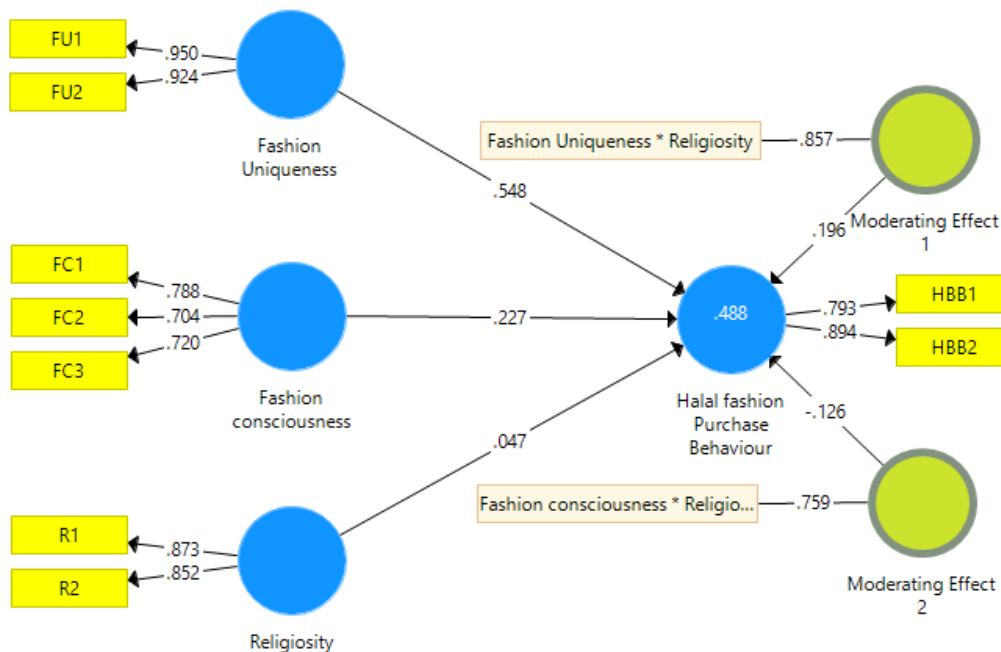 FU1
.950
.924
FU2
Fashion
Uniqueness
Fashion Uniqueness * Religiosity
.857
.548
Moderating Effect
1
.196
FC1
.788
FC2
.704
.720
FC3
Fashion
consciousness
.227
.488
Halal fashion
Purchase
Behaviour
.793
HBB1
.894
HBB2
.047
-.126
Fashion consciousness * Religio...
.759
Moderating Effect
2
R1
.873
R2
.852
Religiosity